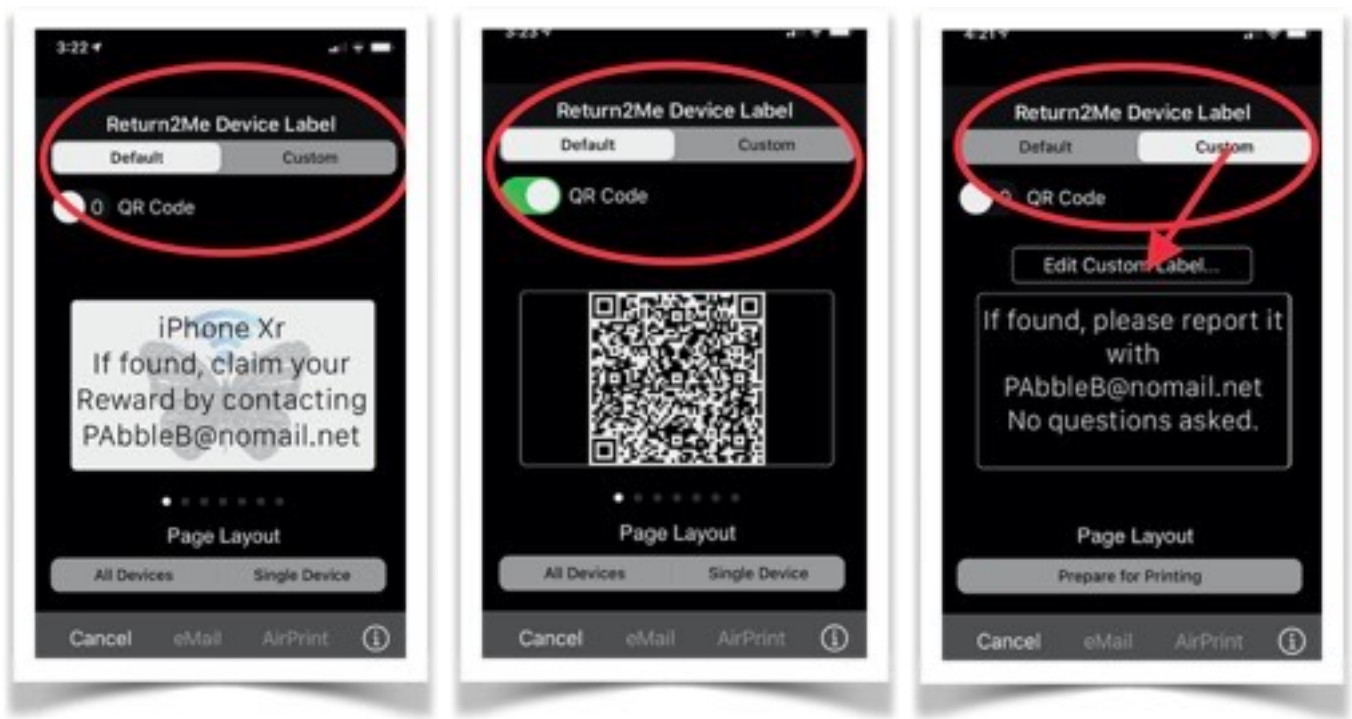 3:22
Return2Me Device Label
Default Custom
QR Code
iPhone Xr
If found, claim your
Reward by contacting
PAbbleB@nomail.net
Page Layout
All Devices Single Device
Cancel eMail AirPrint
3:23
Return2Me Device Label
Default Custom
QR Code
Page Layout
All Devices Single Device
Cancel eMail AirPrint
4:21
Return2Me Device Label
Default Custom
QR Code
Edit Custom Label...
If found, please report it
with
PAbbleB@nomail.net
No questions asked.
Page Layout
Prepare for Printing
Cancel eMail AirPrint